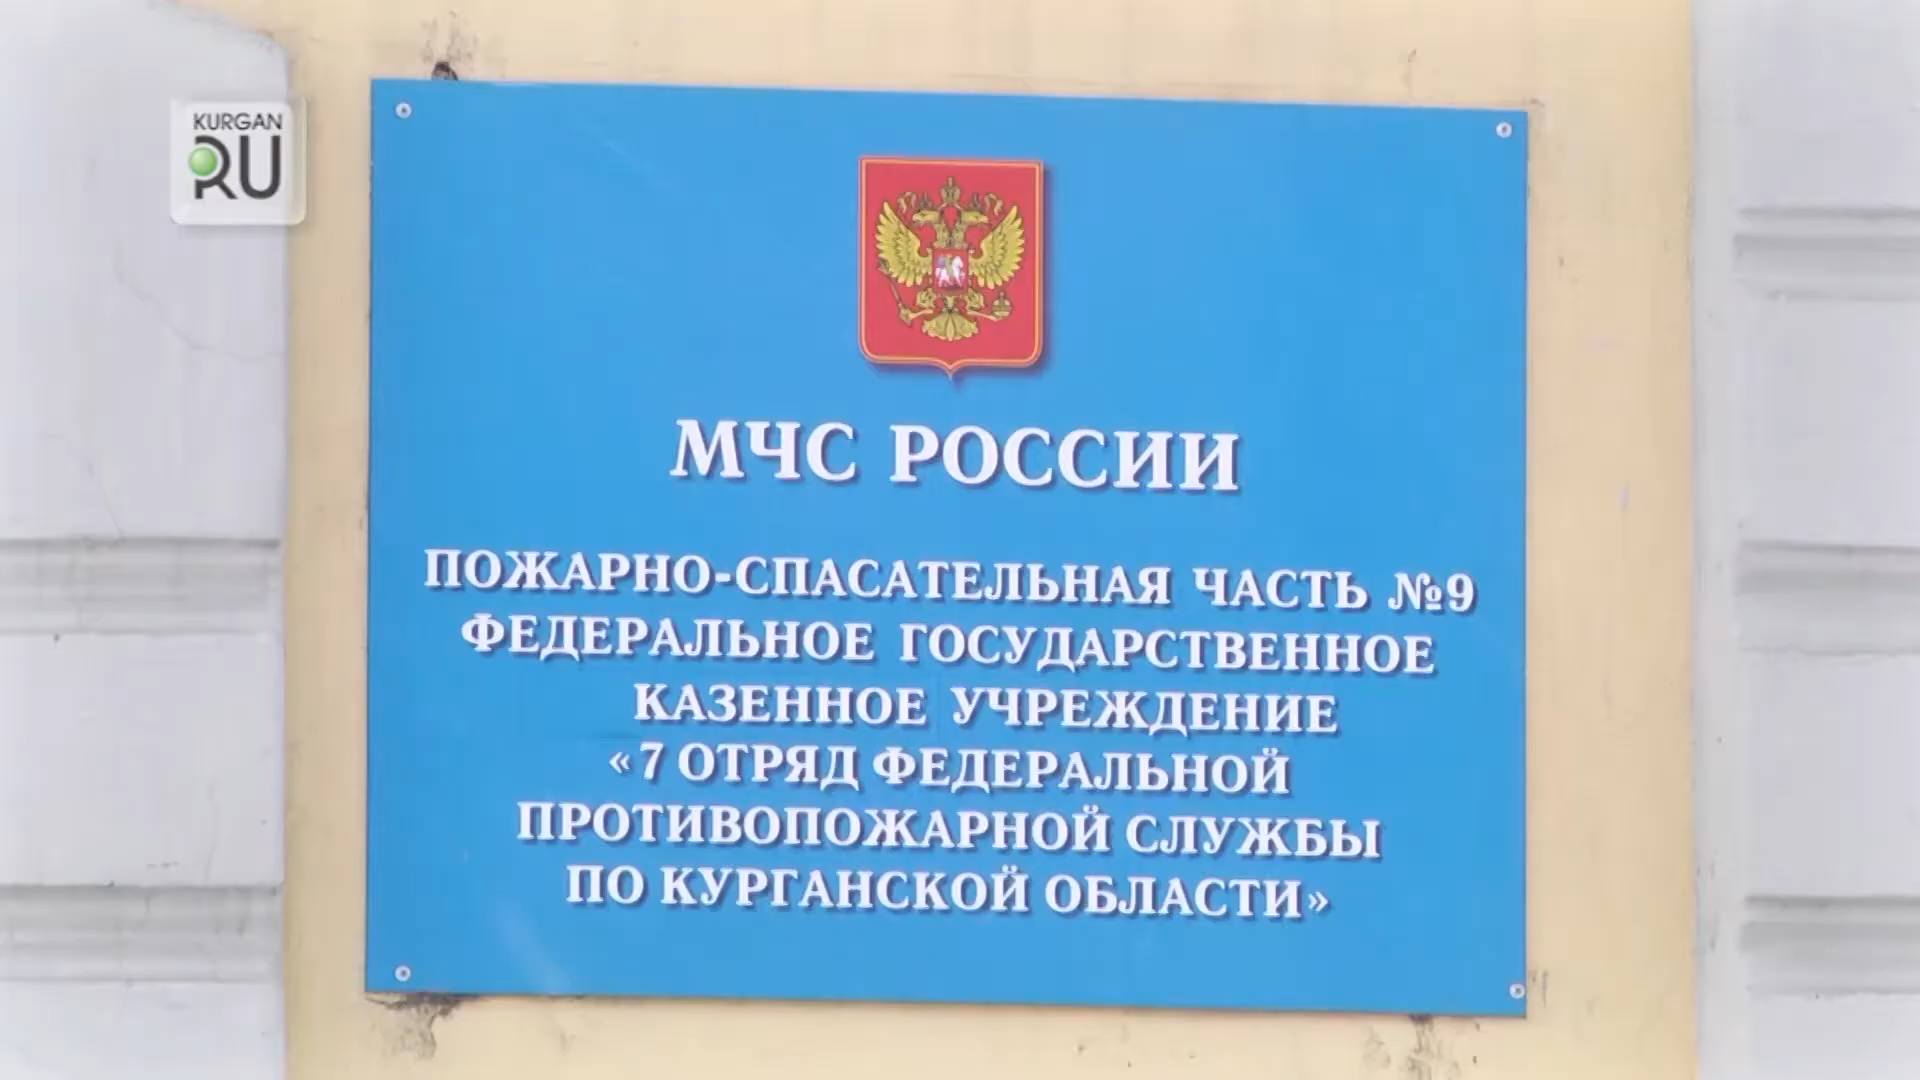 KURGAN
RU
МЧС РОССИИ
ПОЖАРНО-СПАСАТЕЛЬНАЯ ЧАСТЬ №9
ФЕДЕРАЛЬНОЕ ГОСУДАРСТВЕННОЕ
КАЗЕННОЕ УЧРЕЖДЕНИЕ
«7 ОТРЯД ФЕДЕРАЛЬНОЙ
ПРОТИВОПОЖАРНОЙ СЛУЖБЫ
ПО КУРГАНСКОЙ ОБЛАСТИ»